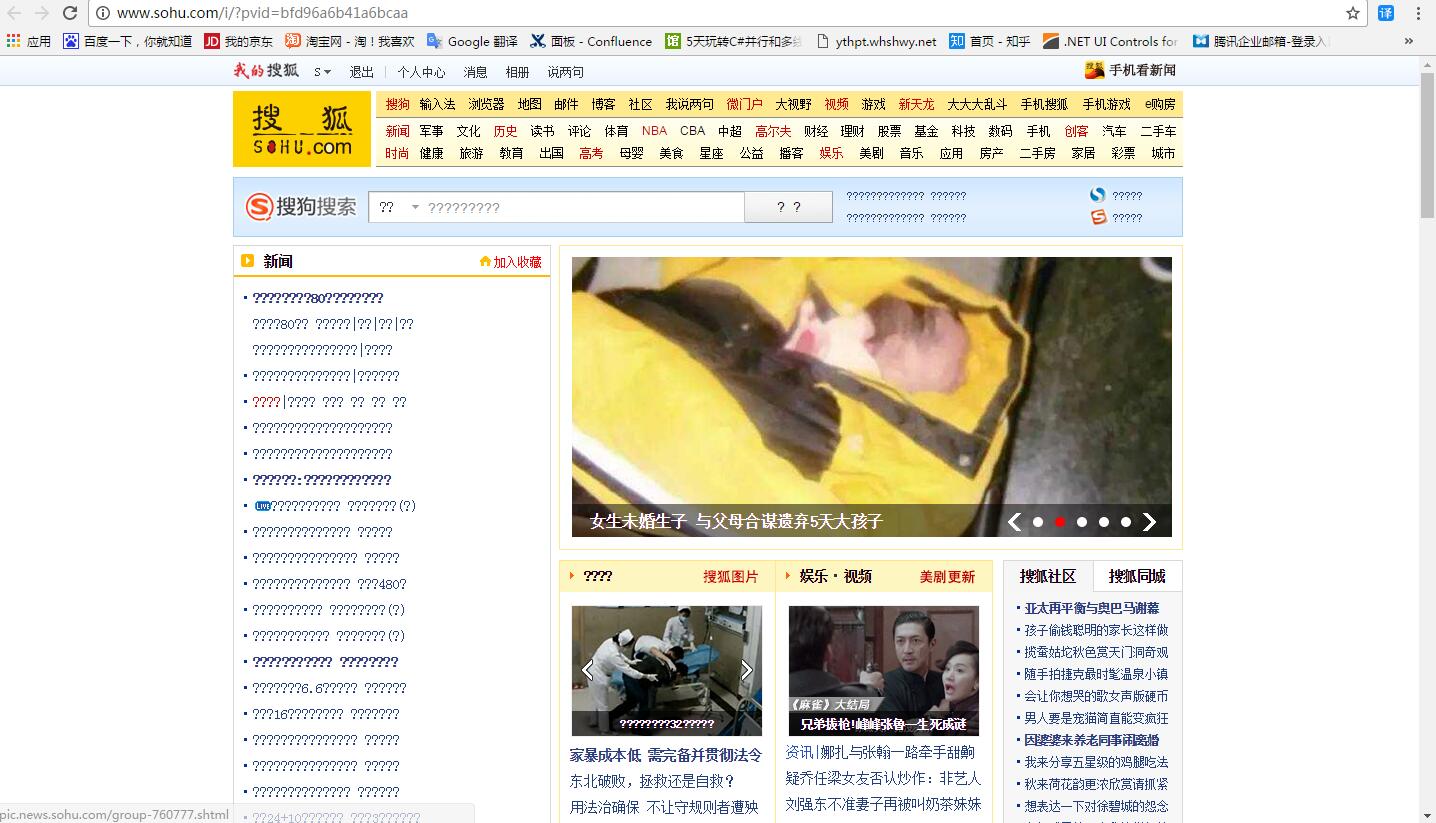 www.sohu.com/i/?pvid=bfd96a6b41a6bcaa
译
应用 百度一下，你就知道 JD 我的京东 淘 淘宝网 - 淘！我喜欢 Google 翻译 面板 - Confluence 馆 5天玩转C#并行和多线 ythpt.whshwy.net 知 首页 - 知乎 .NET UI Controls for 腾讯企业邮箱-登录入 »
我的搜狐 S 退出 个人中心 消息 相册 说两句 手机看新闻
搜狐
SOHU.com
搜狗 输入法 浏览器 地图 邮件 博客 社区 我说两句 微门户 大视野 视频 游戏 新天龙 大大大乱斗 手机搜狐 手机游戏 e购房
新闻 军事 文化 历史 读书 评论 体育 NBA CBA 中超 高尔夫 财经 理财 股票 基金 科技 数码 手机 创客 汽车 二手车
时尚 健康 旅游 教育 出国 高考 母婴 美食 星座 公益 播客 娱乐 美剧 音乐 应用 房产 二手房 家居 彩票 城市
搜狗搜索 ?? ????????? ? ?
????????????? ?????? ?????
????????????? ?????? ?????
新闻 加入收藏
????????80????????
????80?? ?????|??|??|??
???????????????|????
??????????????|??????
????|???? ??? ?? ?? ??
????????????????????
????????????????????
??????:????????????
Live?????????? ???????(?)
?????????????? ?????
??????????????? ?????
?????????????? ???480?
?????????? ????????(?)
??????????? ???????(?)
??????????? ????????
???????6.6????? ??????
???16???????? ???????
??????????????? ?????
??????????????? ?????
?????????????? ??????
??24+10?????? ???3??????
pic.news.sohu.com/group-760777.shtml
女生未婚生子 与父母合谋遗弃5天大孩子
???? 搜狐图片
????????32?????
家暴成本低 需完备并贯彻法令
东北破败，拯救还是自救？
用法治确保 不让守规则者遭殃
娱乐·视频 美剧更新
《麻雀》大结局
兄弟拔枪!峰峰张鲁一生死成谜
资讯|娜扎与张翰一路牵手甜齁
疑乔任梁女友否认炒作：非艺人
刘强东不准妻子再被叫奶茶妹妹
搜狐社区 搜狐同城
亚太再平衡与奥巴马谢幕
孩子偷钱聪明的家长这样做
揽蚕姑坨秋色赏天门洞奇观
随手拍捷克最时髦温泉小镇
会让你想哭的歌女声版硬币
男人要是宠猫简直能变疯狂
因婆婆来养老同事闹离婚
我来分享五星级的鸡腿吃法
秋来荷花韵更浓欣赏请抓紧
想表达一下对徐碧城的怨念